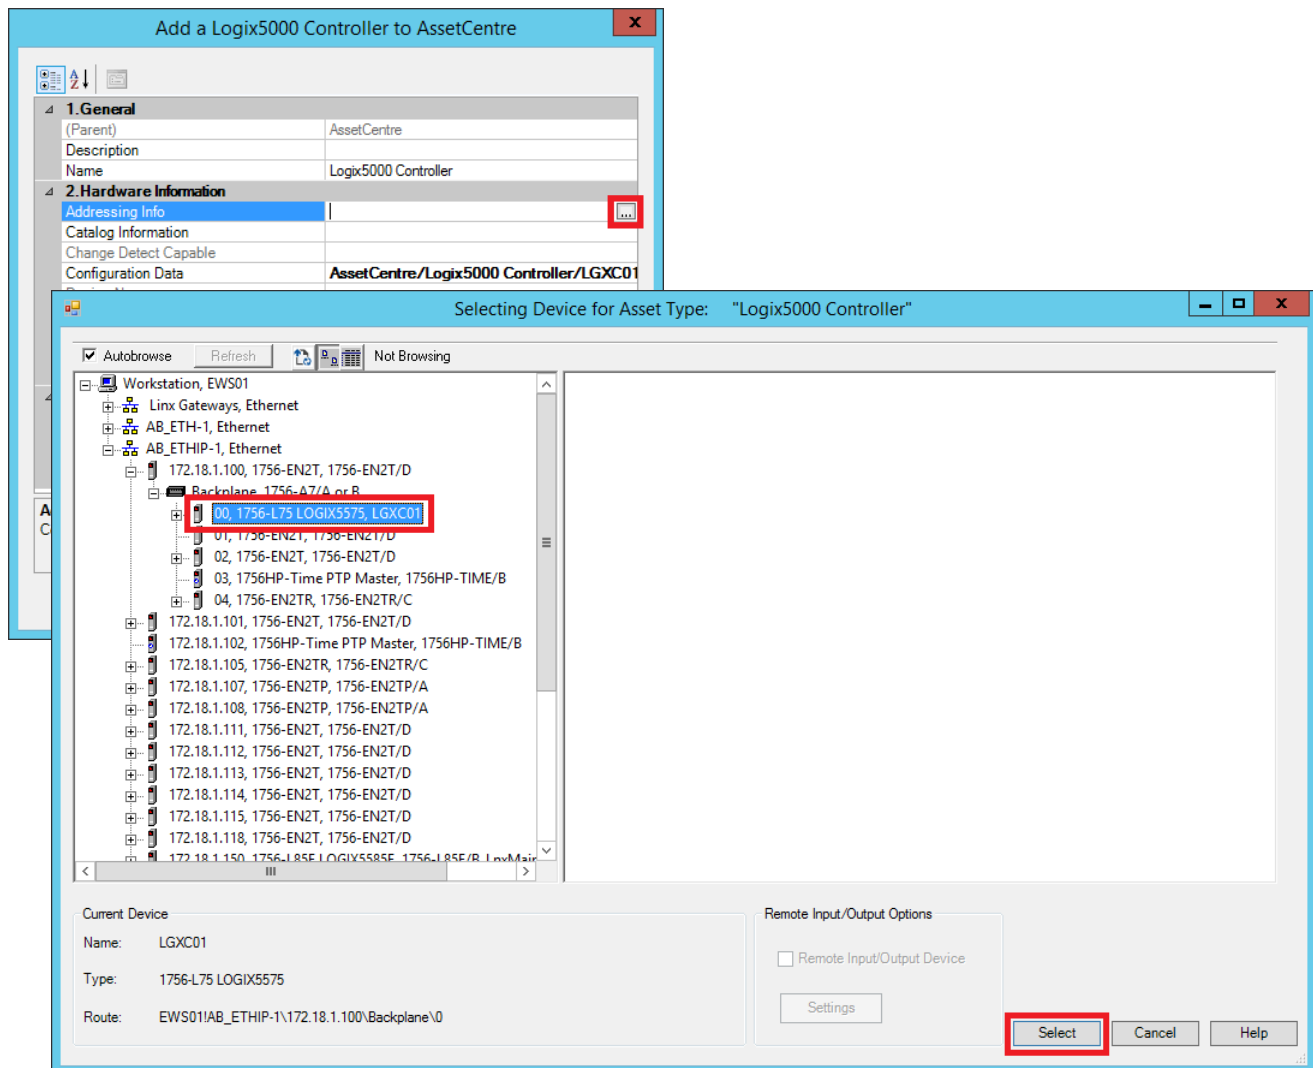 Add a Logix5000 Controller to AssetCentre
1.General
(Parent) AssetCentre
Description
Name Logix5000 Controller
2.Hardware Information
Addressing Info ...
Catalog Information
Change Detect Capable
Configuration Data AssetCentre/Logix5000 Controller/LGXC01
Selecting Device for Asset Type: "Logix5000 Controller"
Autobrowse Refresh Not Browsing
Workstation, EWS01
Linx Gateways, Ethernet
AB_ETH-1, Ethernet
AB_ETHIP-1, Ethernet
172.18.1.100, 1756-EN2T, 1756-EN2T/D
Backplane, 1756-A7/A or B
00, 1756-L75 LOGIX5575, LGXC01
01, 1756-EN2T, 1756-EN2T/D
02, 1756-EN2T, 1756-EN2T/D
03, 1756HP-Time PTP Master, 1756HP-TIME/B
04, 1756-EN2TR, 1756-EN2TR/C
172.18.1.101, 1756-EN2T, 1756-EN2T/D
172.18.1.102, 1756HP-Time PTP Master, 1756HP-TIME/B
172.18.1.105, 1756-EN2TR, 1756-EN2TR/C
172.18.1.107, 1756-EN2TP, 1756-EN2TP/A
172.18.1.108, 1756-EN2TP, 1756-EN2TP/A
172.18.1.111, 1756-EN2T, 1756-EN2T/D
172.18.1.112, 1756-EN2T, 1756-EN2T/D
172.18.1.113, 1756-EN2T, 1756-EN2T/D
172.18.1.114, 1756-EN2T, 1756-EN2T/D
172.18.1.115, 1756-EN2T, 1756-EN2T/D
172.18.1.118, 1756-EN2T, 1756-EN2T/D
172.18.1.150, 1756-L85E LOGIX5585E, 1756-L85E/B, LnxMain
A
C
Current Device
Name: LGXC01
Type: 1756-L75 LOGIX5575
Route: EWS01!AB_ETHIP-1\172.18.1.100\Backplane\0
Remote Input/Output Options
Remote Input/Output Device
Settings
Select Cancel Help